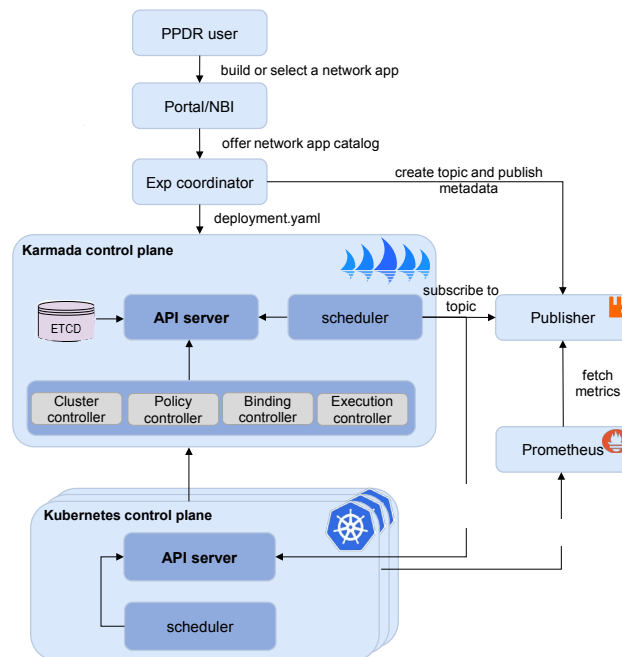 PPDR user
build or select a network app
Portal/NBI
offer network app catalog
Exp coordinator
create topic and publish
metadata
deployment.yaml
Karmada control plane
subscribe to
topic
ETCD
API server
scheduler
Publisher
fetch
metrics
Cluster
controller
Policy
controller
Binding
controller
Execution
controller
Prometheus
Kubernetes control plane
API server
scheduler